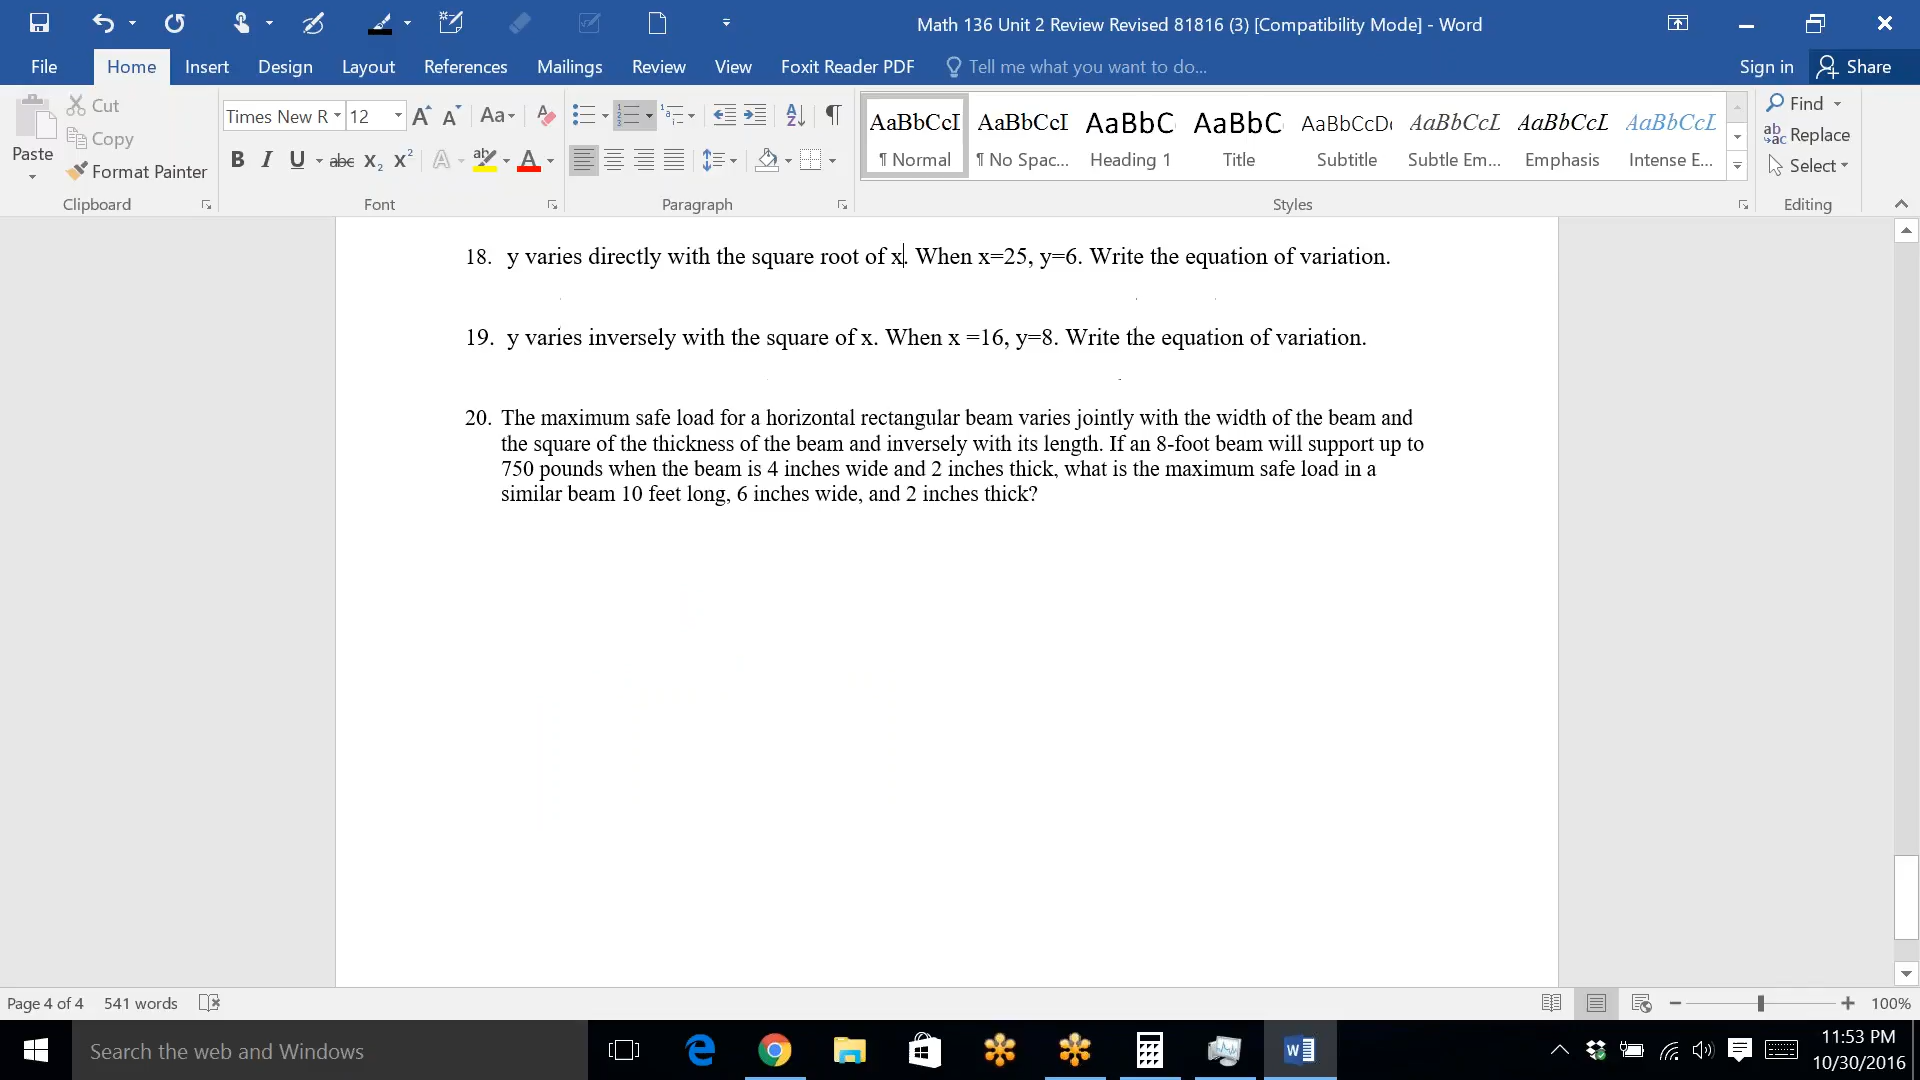 Math 136 Unit 2 Review Revised 81816 (3) [Compatibility Mode] - Word
File Home Insert Design Layout References Mailings Review View Foxit Reader PDF Tell me what you want to do... Sign in Share
Cut
Copy
Paste
Format Painter
Clipboard
Times New R 12
Font
Paragraph
AaBbCcI AaBbCcI AaBbC AaBbC AaBbCcD AaBbCcL AaBbCcL AaBbCcL
¶ Normal ¶ No Spac... Heading 1 Title Subtitle Subtle Em... Emphasis Intense E...
Styles
Find
Replace
Select
Editing
18. y varies directly with the square root of x. When x=25, y=6. Write the equation of variation.
19. y varies inversely with the square of x. When x =16, y=8. Write the equation of variation.
20. The maximum safe load for a horizontal rectangular beam varies jointly with the width of the beam and
the square of the thickness of the beam and inversely with its length. If an 8-foot beam will support up to
750 pounds when the beam is 4 inches wide and 2 inches thick, what is the maximum safe load in a
similar beam 10 feet long, 6 inches wide, and 2 inches thick?
Page 4 of 4 541 words 100%
Search the web and Windows
11:53 PM
10/30/2016